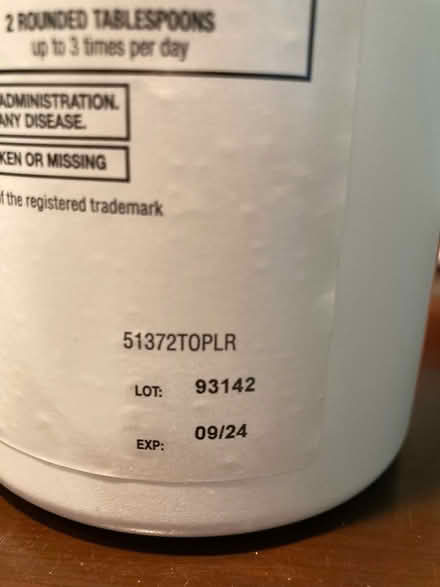 2 ROUNDED TABLESPOONS
up to 3 times per day
ADMINISTRATION.
ANY DISEASE.
KEN OR MISSING
f the registered trademark
51372TOPLR
LOT: 93142
EXP: 09/24